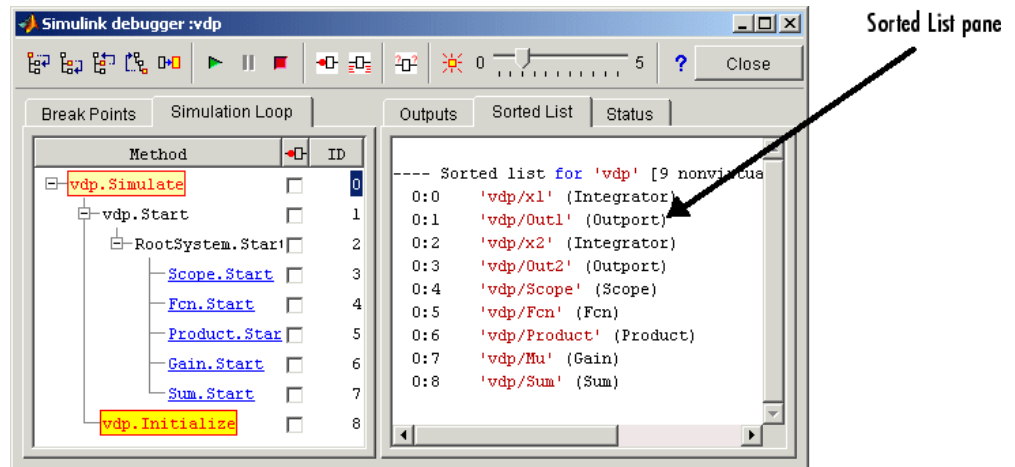 Simulink debugger :vdp
Sorted List pane
0 5 ? Close
Break Points Simulation Loop
Outputs Sorted List Status
Method ID
vdp.Simulate 0
vdp.Start 1
RootSystem.Start 2
Scope.Start 3
Fcn.Start 4
Product.Star 5
Gain.Start 6
Sum.Start 7
vdp.Initialize 8
---- Sorted list for 'vdp' [9 nonvirtua
0:0 'vdp/x1' (Integrator)
0:1 'vdp/Out1' (Outport)
0:2 'vdp/x2' (Integrator)
0:3 'vdp/Out2' (Outport)
0:4 'vdp/Scope' (Scope)
0:5 'vdp/Fcn' (Fcn)
0:6 'vdp/Product' (Product)
0:7 'vdp/Mu' (Gain)
0:8 'vdp/Sum' (Sum)